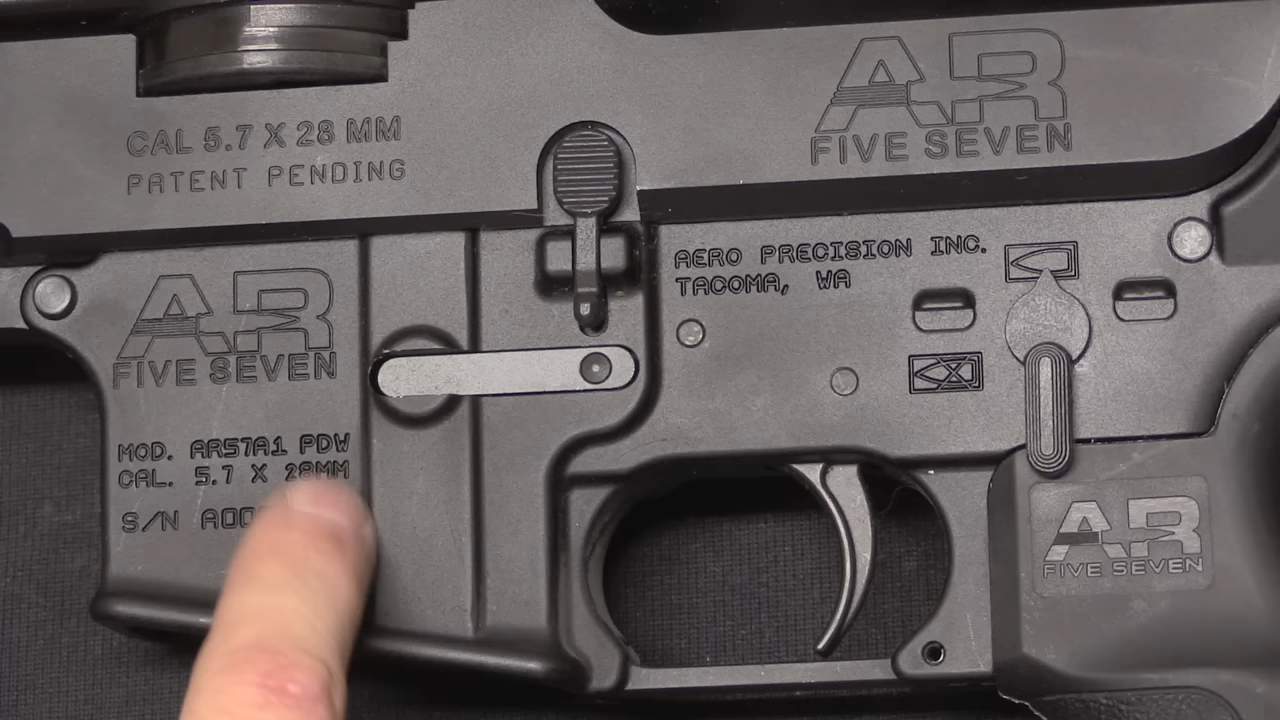 CAL 5.7 X 28 MM
PATENT PENDING
AR
FIVE SEVEN
AR
FIVE SEVEN
MOD. AR57A1 PDW
CAL. 5.7 X 28MM
S/N
AERO PRECISION INC.
TACOMA, WA
AR
FIVE SEVEN